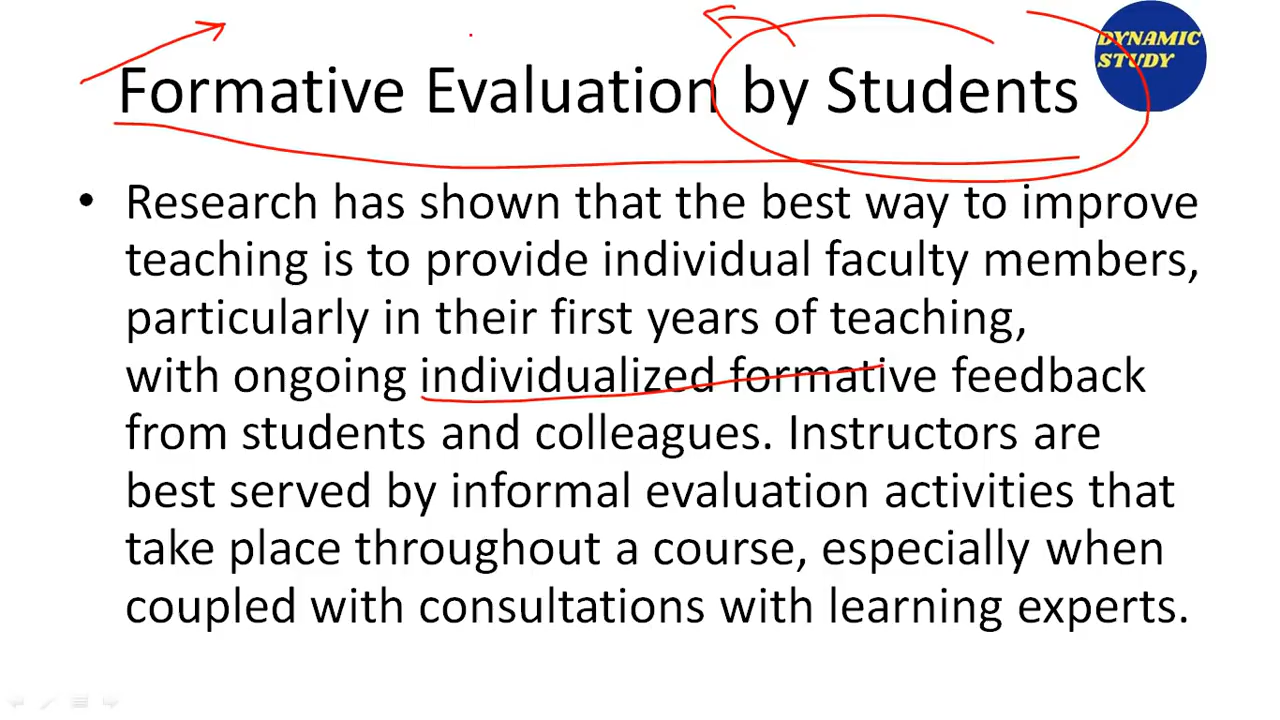 Formative Evaluation by Students
DYNAMIC
STUDY
• Research has shown that the best way to improve
teaching is to provide individual faculty members,
particularly in their first years of teaching,
with ongoing individualized formative feedback
from students and colleagues. Instructors are
best served by informal evaluation activities that
take place throughout a course, especially when
coupled with consultations with learning experts.